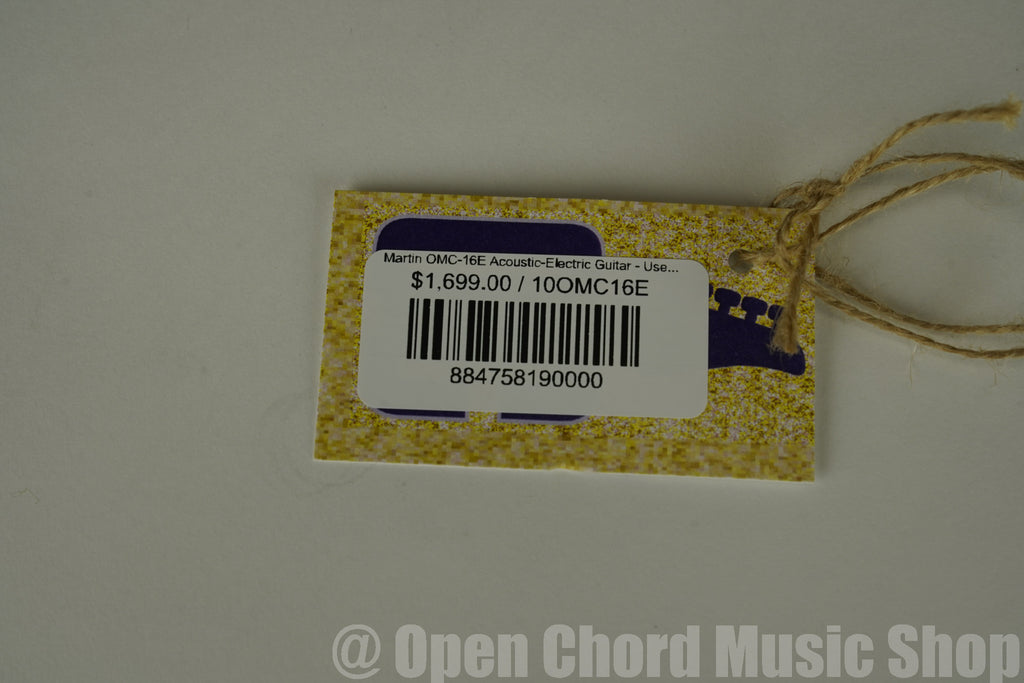 Martin OMC-16E Acoustic-Electric Guitar - Use...
$1,699.00 / 10OMC16E
884758190000
@ Open Chord Music Shop